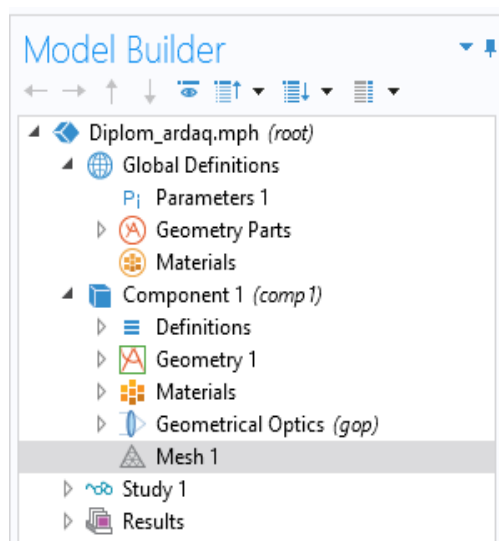 Model Builder
Diplom_ardaq.mph (root)
Global Definitions
Pi Parameters 1
Geometry Parts
Materials
Component 1 (comp1)
Definitions
Geometry 1
Materials
Geometrical Optics (gop)
Mesh 1
Study 1
Results